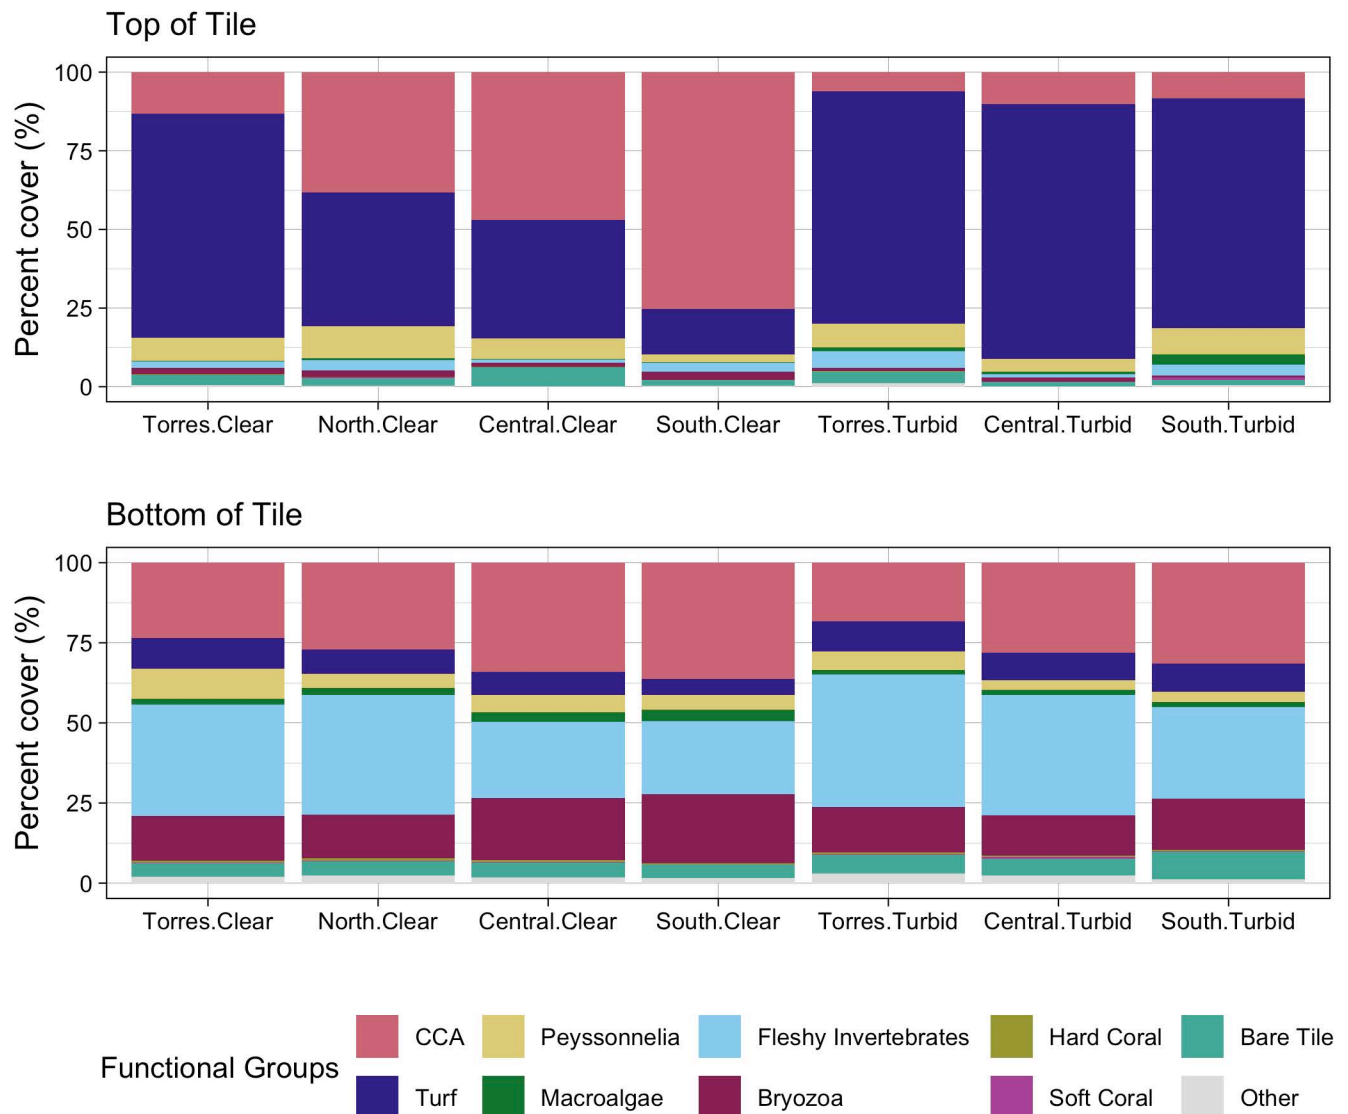 Top of Tile
Percent cover (%)
100
75
50
25
0
Torres.Clear North.Clear Central.Clear South.Clear Torres.Turbid Central.Turbid South.Turbid
Bottom of Tile
Percent cover (%)
100
75
50
25
0
Torres.Clear North.Clear Central.Clear South.Clear Torres.Turbid Central.Turbid South.Turbid
Functional Groups
CCA Peyssonnelia Fleshy Invertebrates Hard Coral Bare Tile
Turf Macroalgae Bryozoa Soft Coral Other